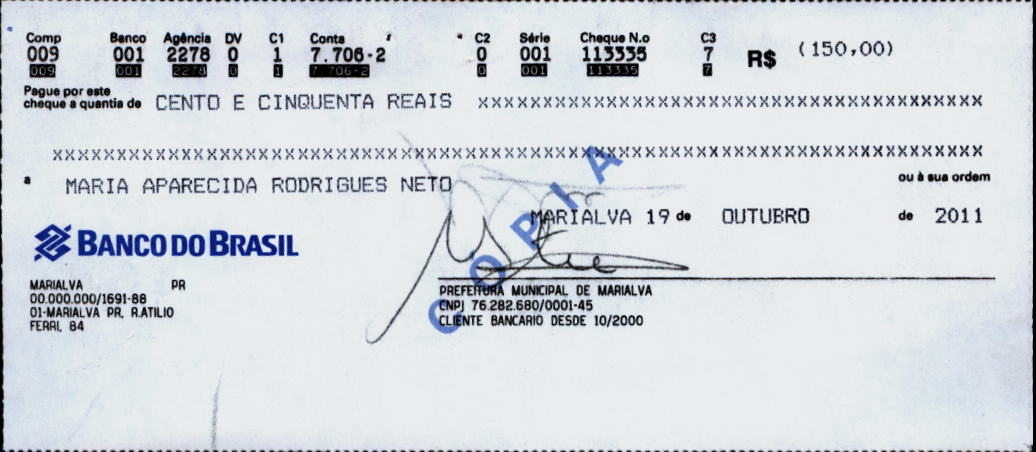 Comp Banco Agência DV C1 Conta C2 Série Cheque N.o C3
009 001 2278 0 1 7.706-2 0 001 113335 7 R$ (150,00)
009 001 2278 0 1 7.706-2 0 001 113335 7
Pague por este
cheque a quantia de CENTO E CINQUENTA REAIS XXXXXXXXXXXXXXXXXXXXXXXXXXXXXXXXXXXXXXXX
XXXXXXXXXXXXXXXXXXXXXXXXXXXXXXXXXXXXXXXXXXXXXXXXXXXXXXXXXXXXXXXXXXXXXXXX
a MARIA APARECIDA RODRIGUES NETO ou à sua ordem
MARIALVA 19 de OUTUBRO de 2011
COPIA
BANCO DO BRASIL
MARIALVA PR
00.000.000/1691-88
01-MARIALVA PR, R.ATILIO
FERRI, 84
PREFEITURA MUNICIPAL DE MARIALVA
CNPJ 76.282.680/0001-45
CLIENTE BANCARIO DESDE 10/2000